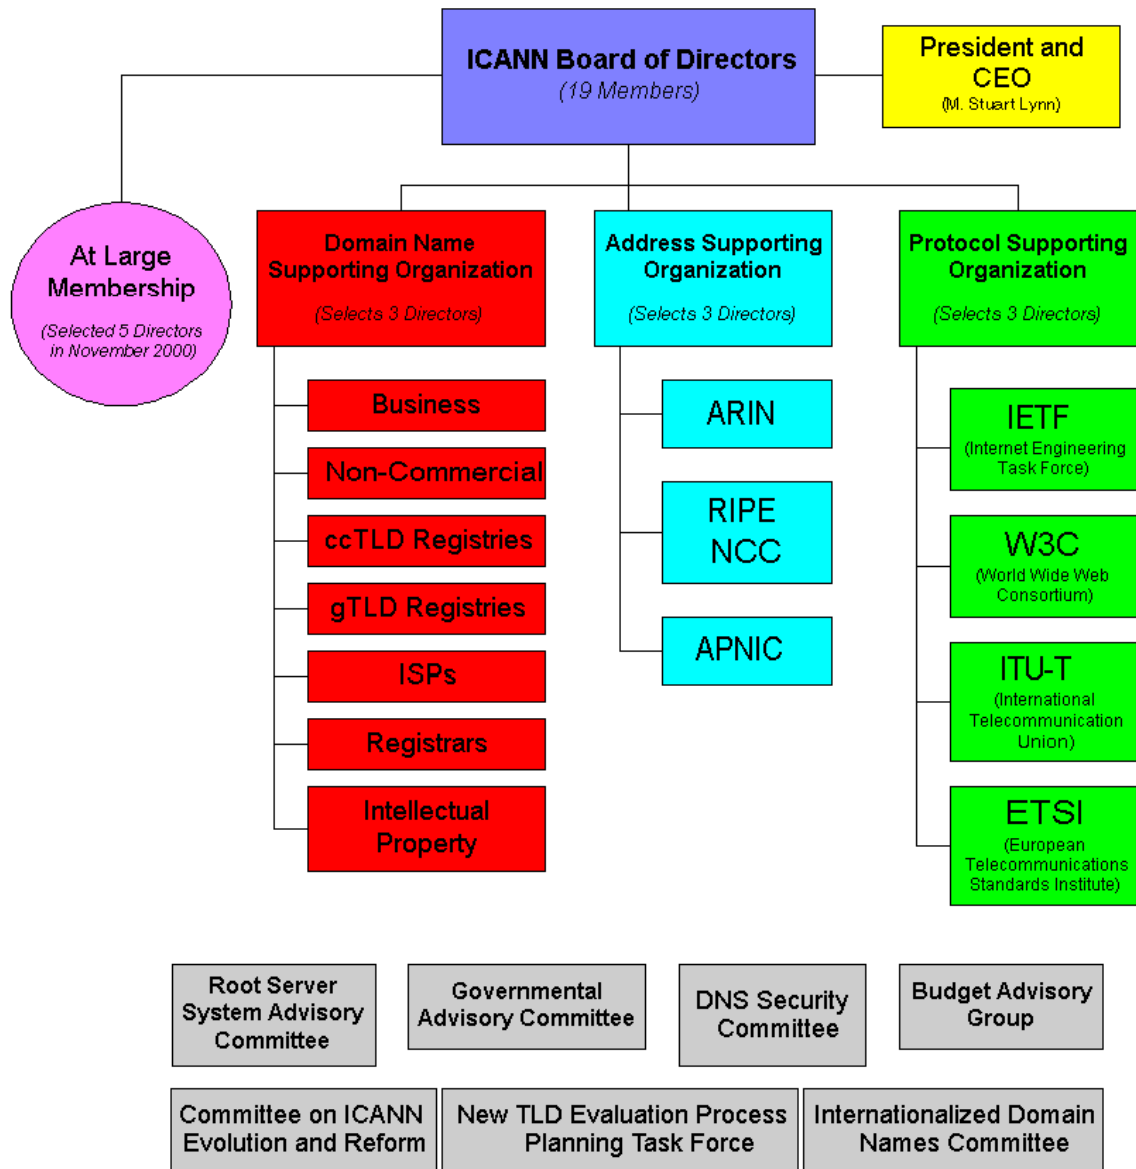 ICANN Board of Directors
(19 Members)
President and
CEO
(M. Stuart Lynn)
At Large
Membership
(Selected 5 Directors
in November 2000)
Domain Name
Supporting Organization
(Selects 3 Directors)
Address Supporting
Organization
(Selects 3 Directors)
Protocol Supporting
Organization
(Selects 3 Directors)
Business
Non-Commercial
ccTLD Registries
gTLD Registries
ISPs
Registrars
Intellectual
Property
ARIN
RIPE
NCC
APNIC
IETF
(Internet Engineering
Task Force)
W3C
(World Wide Web
Consortium)
ITU-T
(International
Telecommunication
Union)
ETSI
(European
Telecommunications
Standards Institute)
Root Server
System Advisory
Committee
Governmental
Advisory Committee
DNS Security
Committee
Budget Advisory
Group
Committee on ICANN
Evolution and Reform
New TLD Evaluation Process
Planning Task Force
Internationalized Domain
Names Committee